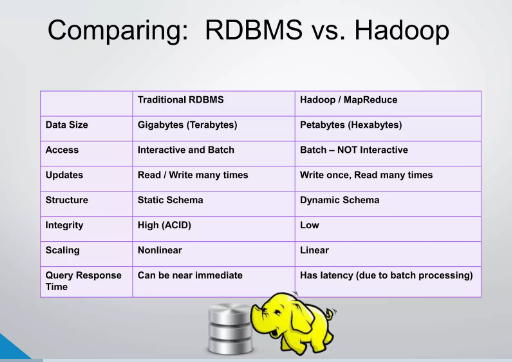 Comparing: RDBMS vs. Hadoop
Traditional RDBMS Hadoop / MapReduce
Data Size Gigabytes (Terabytes) Petabytes (Hexabytes)
Access Interactive and Batch Batch – NOT Interactive
Updates Read / Write many times Write once, Read many times
Structure Static Schema Dynamic Schema
Integrity High (ACID) Low
Scaling Nonlinear Linear
Query Response Can be near immediate Has latency (due to batch processing)
Time